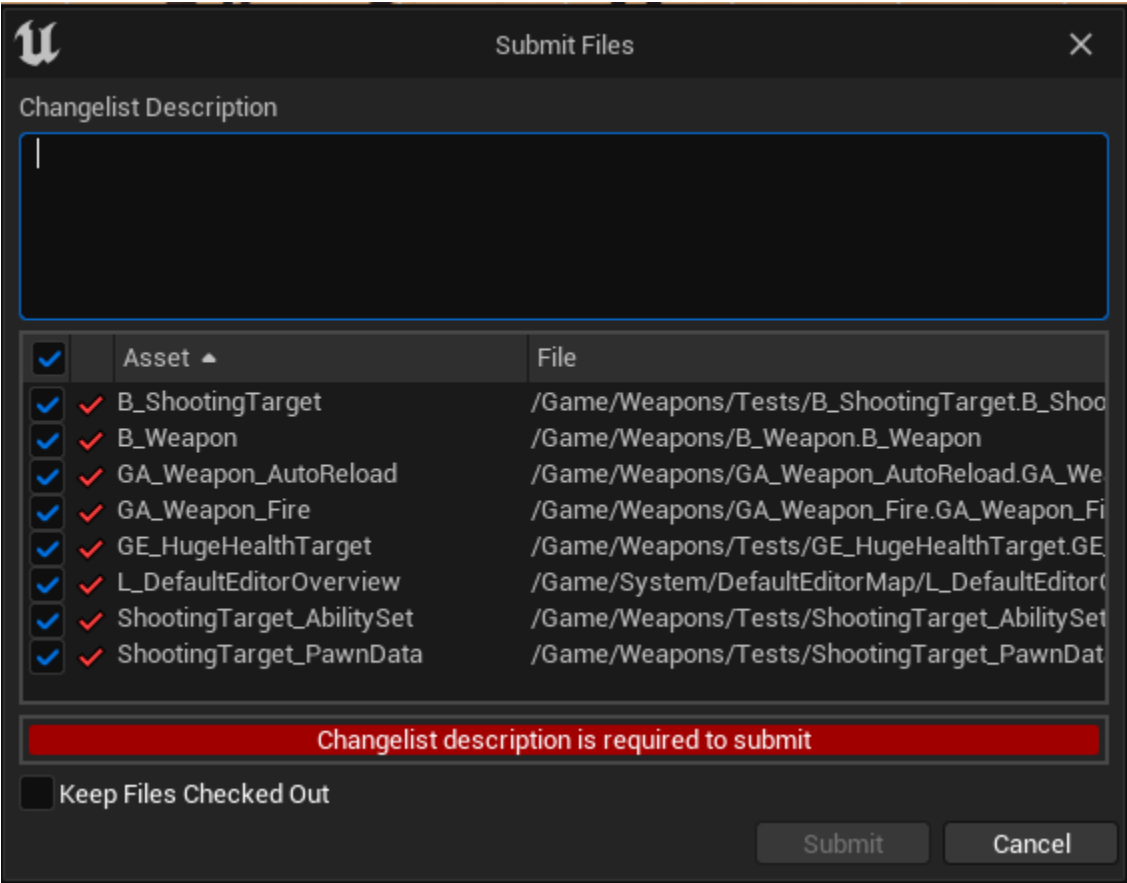 Submit Files
Changelist Description
Asset File
B_ShootingTarget /Game/Weapons/Tests/B_ShootingTarget.B_Shoo
B_Weapon /Game/Weapons/B_Weapon.B_Weapon
GA_Weapon_AutoReload /Game/Weapons/GA_Weapon_AutoReload.GA_We
GA_Weapon_Fire /Game/Weapons/GA_Weapon_Fire.GA_Weapon_Fi
GE_HugeHealthTarget /Game/Weapons/Tests/GE_HugeHealthTarget.GE_
L_DefaultEditorOverview /Game/System/DefaultEditorMap/L_DefaultEditor
ShootingTarget_AbilitySet /Game/Weapons/Tests/ShootingTarget_AbilitySet
ShootingTarget_PawnData /Game/Weapons/Tests/ShootingTarget_PawnDat
Changelist description is required to submit
Keep Files Checked Out
Submit Cancel